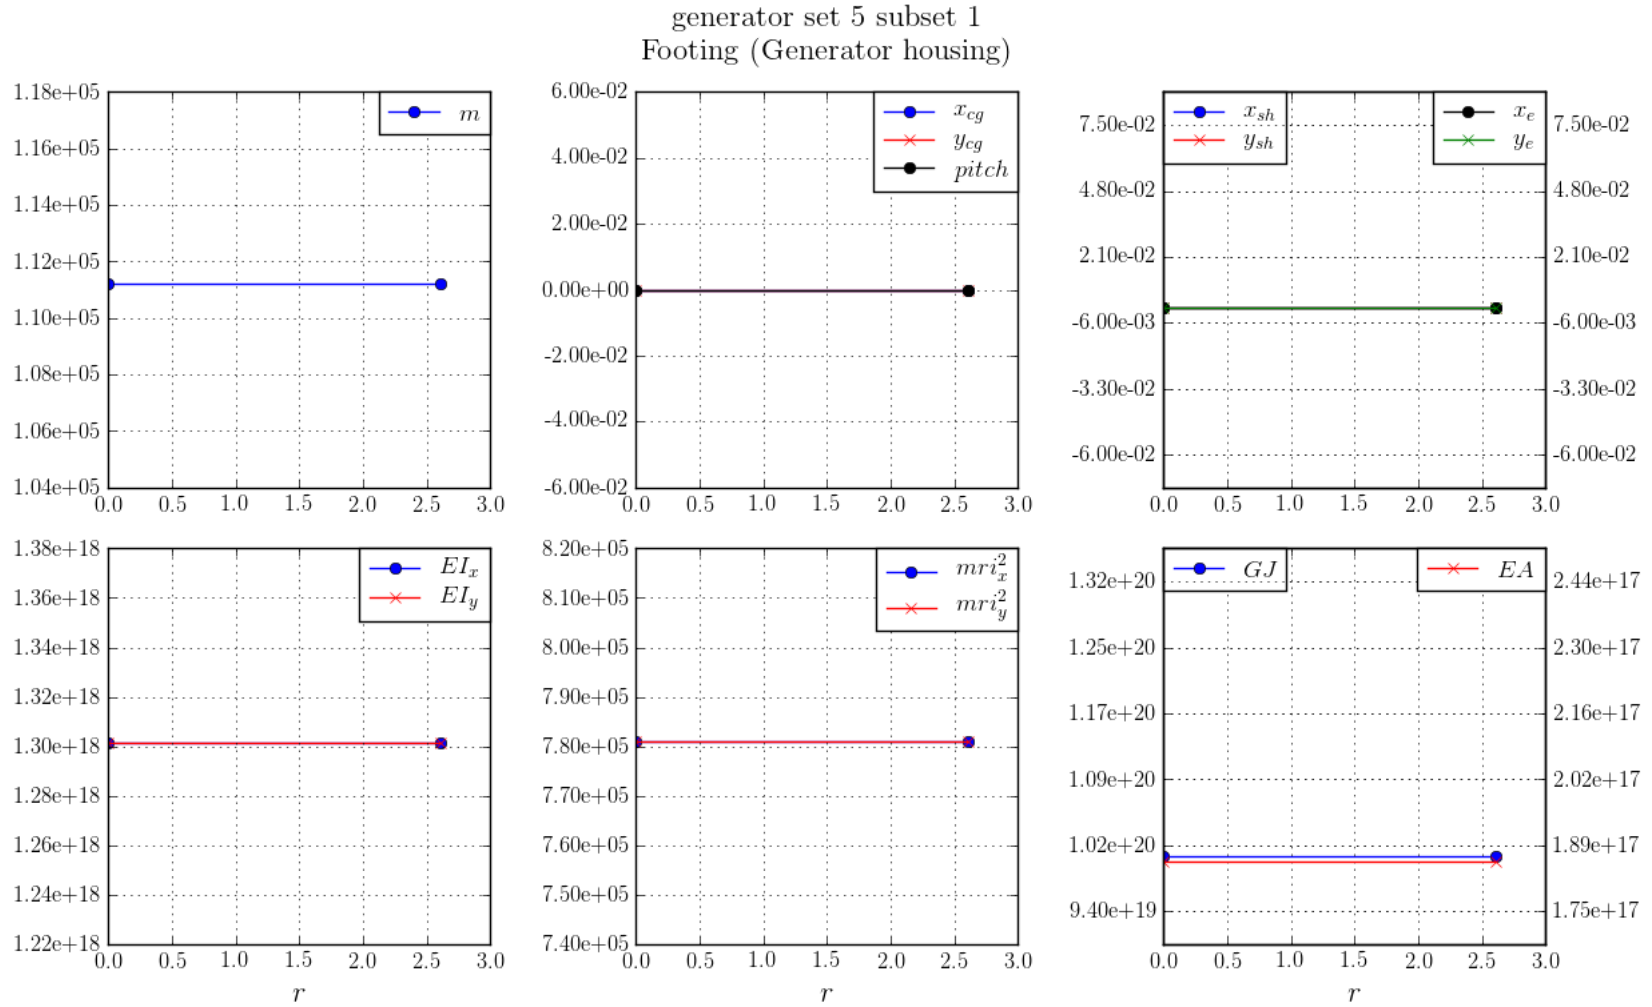 generator set 5 subset 1
Footing (Generator housing)
1.18e+05
1.16e+05
1.14e+05
1.12e+05
1.10e+05
1.08e+05
1.06e+05
1.04e+05
0.0 0.5 1.0 1.5 2.0 2.5 3.0
m
6.00e-02
4.00e-02
2.00e-02
0.00e+00
-2.00e-02
-4.00e-02
-6.00e-02
0.0 0.5 1.0 1.5 2.0 2.5 3.0
x_cg
y_cg
pitch
7.50e-02
4.80e-02
2.10e-02
-6.00e-03
-3.30e-02
-6.00e-02
0.0 0.5 1.0 1.5 2.0 2.5 3.0
x_sh
y_sh
x_e
y_e
7.50e-02
4.80e-02
2.10e-02
-6.00e-03
-3.30e-02
-6.00e-02
1.38e+18
1.36e+18
1.34e+18
1.32e+18
1.30e+18
1.28e+18
1.26e+18
1.24e+18
1.22e+18
0.0 0.5 1.0 1.5 2.0 2.5 3.0
r
EI_x
EI_y
8.20e+05
8.10e+05
8.00e+05
7.90e+05
7.80e+05
7.70e+05
7.60e+05
7.50e+05
7.40e+05
0.0 0.5 1.0 1.5 2.0 2.5 3.0
r
mri_x^2
mri_y^2
1.32e+20
1.25e+20
1.17e+20
1.09e+20
1.02e+20
9.40e+19
0.0 0.5 1.0 1.5 2.0 2.5 3.0
r
GJ
EA
2.44e+17
2.30e+17
2.16e+17
2.02e+17
1.89e+17
1.75e+17